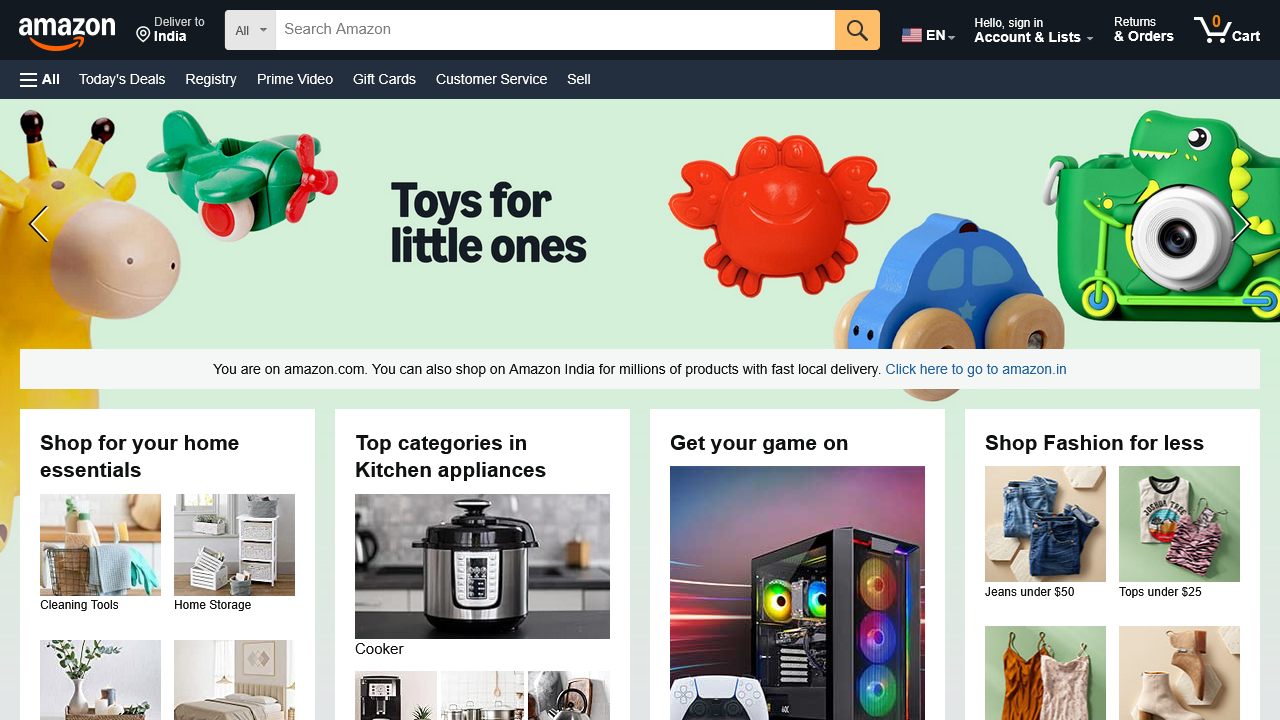 amazon
Deliver to
India
All
Search Amazon
EN
Hello, sign in
Account & Lists
Returns
& Orders
0
Cart
All
Today's Deals
Registry
Prime Video
Gift Cards
Customer Service
Sell
Toys for
little ones
You are on amazon.com. You can also shop on Amazon India for millions of products with fast local delivery. Click here to go to amazon.in
Shop for your home
essentials
Cleaning Tools
Home Storage
Top categories in
Kitchen appliances
Cooker
Get your game on
Shop Fashion for less
Jeans under $50
Tops under $25